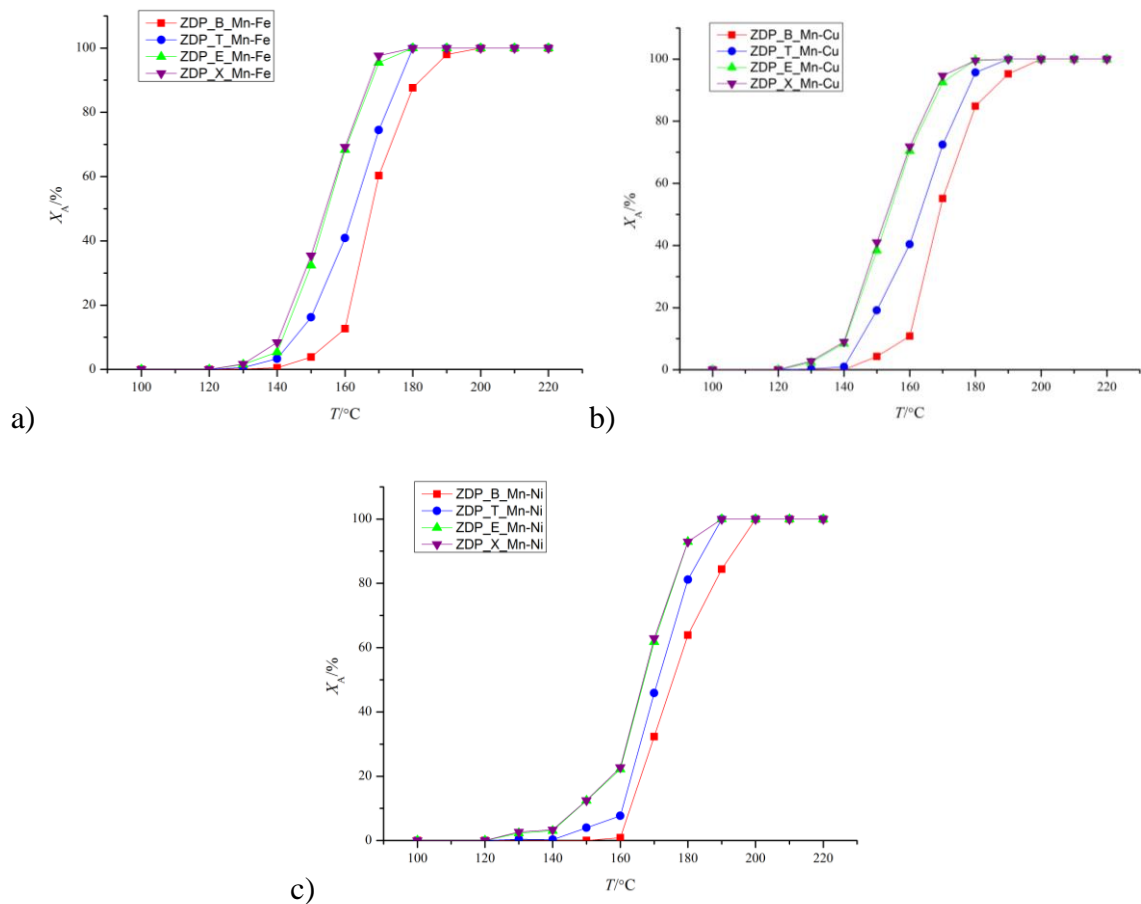 ZDP_B_Mn-Fe
ZDP_T_Mn-Fe
ZDP_E_Mn-Fe
ZDP_X_Mn-Fe
100
80
60
40
20
0
X_A/%
100 120 140 160 180 200 220
T/°C
a)
ZDP_B_Mn-Cu
ZDP_T_Mn-Cu
ZDP_E_Mn-Cu
ZDP_X_Mn-Cu
100
80
60
40
20
0
X_A/%
100 120 140 160 180 200 220
T/°C
b)
ZDP_B_Mn-Ni
ZDP_T_Mn-Ni
ZDP_E_Mn-Ni
ZDP_X_Mn-Ni
100
80
60
40
20
0
X_A/%
100 120 140 160 180 200 220
T/°C
c)